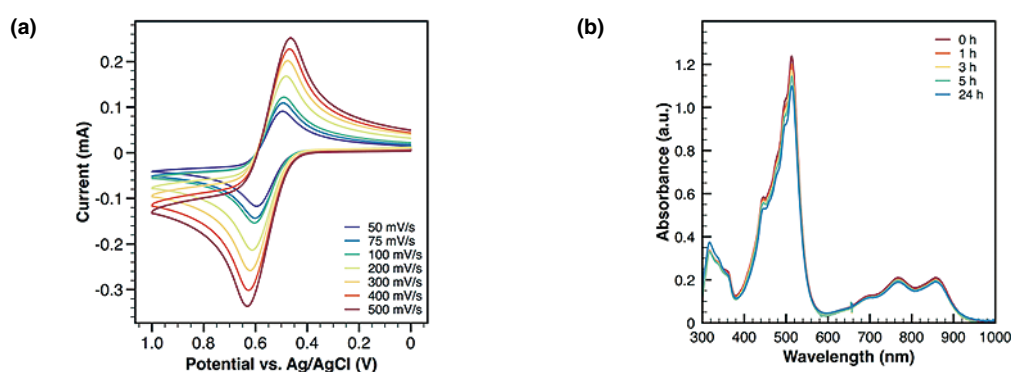 (a)
Current (mA)
0.2
0.1
0
-0.1
-0.2
-0.3
50 mV/s
75 mV/s
100 mV/s
200 mV/s
300 mV/s
400 mV/s
500 mV/s
1.0 0.8 0.6 0.4 0.2 0
Potential vs. Ag/AgCl (V)
(b)
Absorbance (a.u.)
1.2
1.0
0.8
0.6
0.4
0.2
0
0 h
1 h
3 h
5 h
24 h
300 400 500 600 700 800 900 1000
Wavelength (nm)